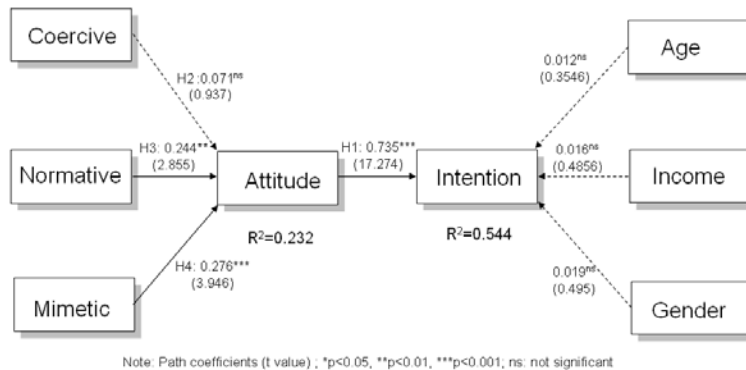 Coercive
Age
H2 :0.071ns
(0.937)
0.012ns
(0.3546)
Normative
H3: 0.244**
(2.855)
Attitude
H1: 0.735***
(17.274)
Intention
0.016ns
(0.4856)
Income
R²=0.232
R²=0.544
H4: 0.276***
(3.946)
0.019ns
(0.495)
Mimetic
Gender
Note: Path coefficients (t value) ; *p<0.05, **p<0.01, ***p<0.001; ns: not significant